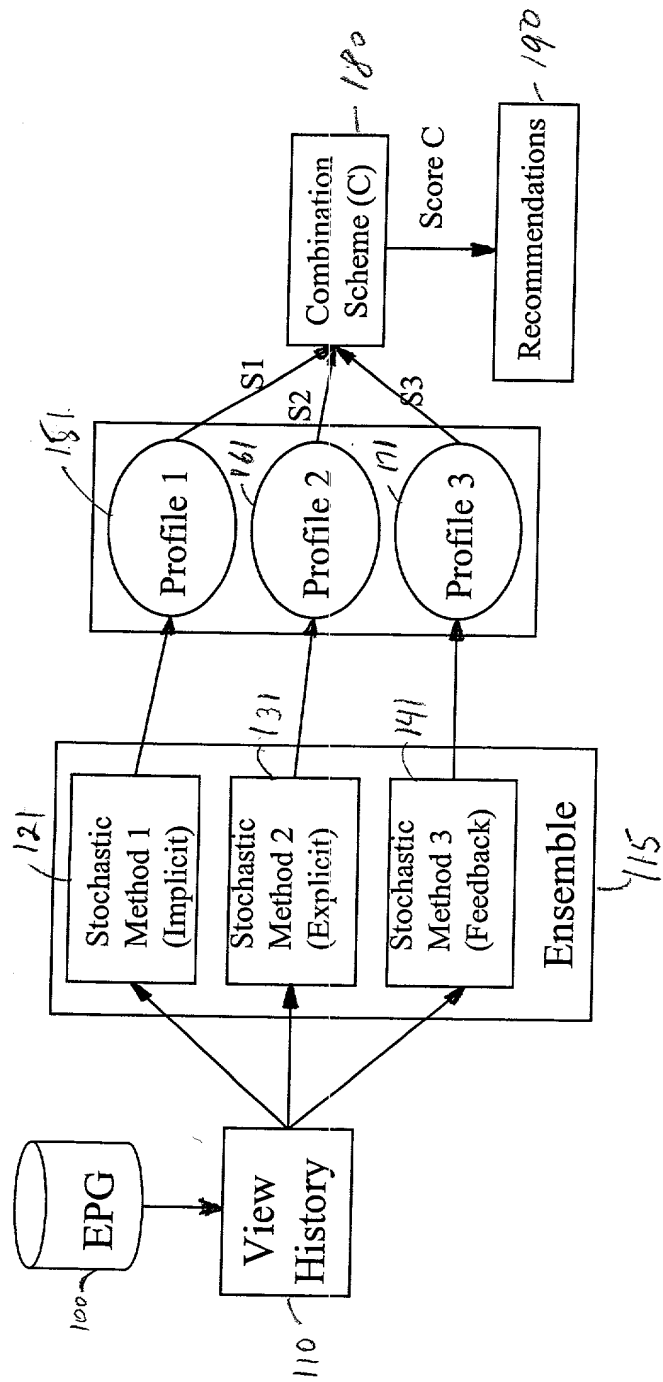 EPG
100
View
History
110
121
Stochastic
Method 1
(Implicit)
131
Stochastic
Method 2
(Explicit)
141
Stochastic
Method 3
(Feedback)
Ensemble
115
Profile 1
161
Profile 2
171
Profile 3
S1
S2
S3
Combination
Scheme (C)
180
Score C
Recommendations
190